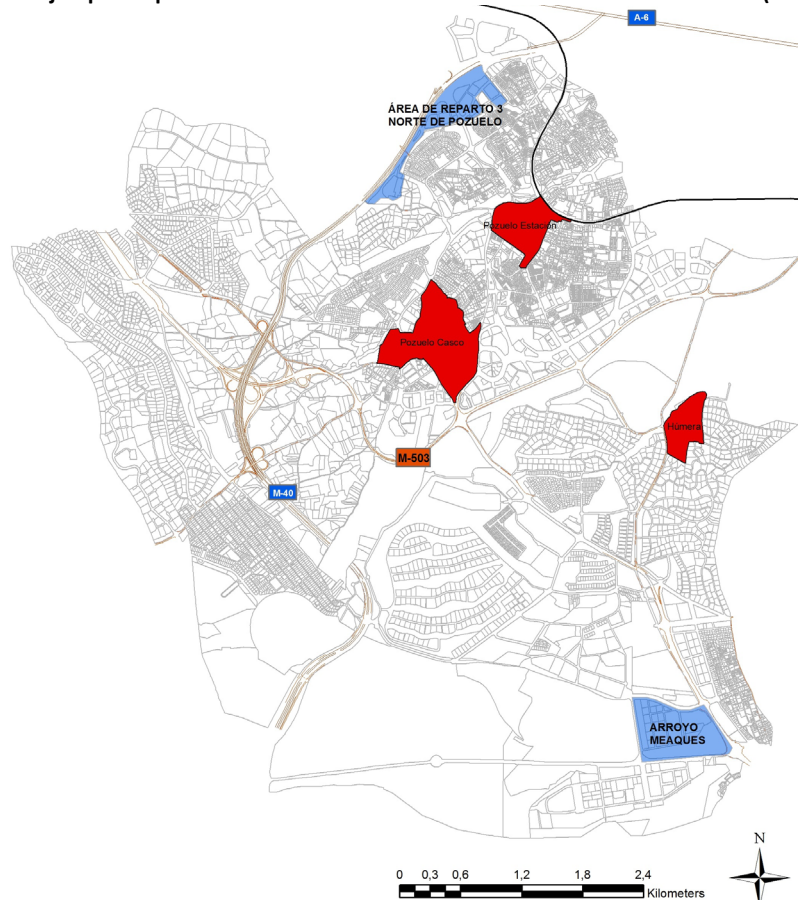 A-6
ÁREA DE REPARTO 3
NORTE DE POZUELO
Pozuelo Estación
Pozuelo Casco
Húmera
M-503
M-40
ARROYO
MEAQUES
N
0 0,3 0,6 1,2 1,8 2,4
Kilometers